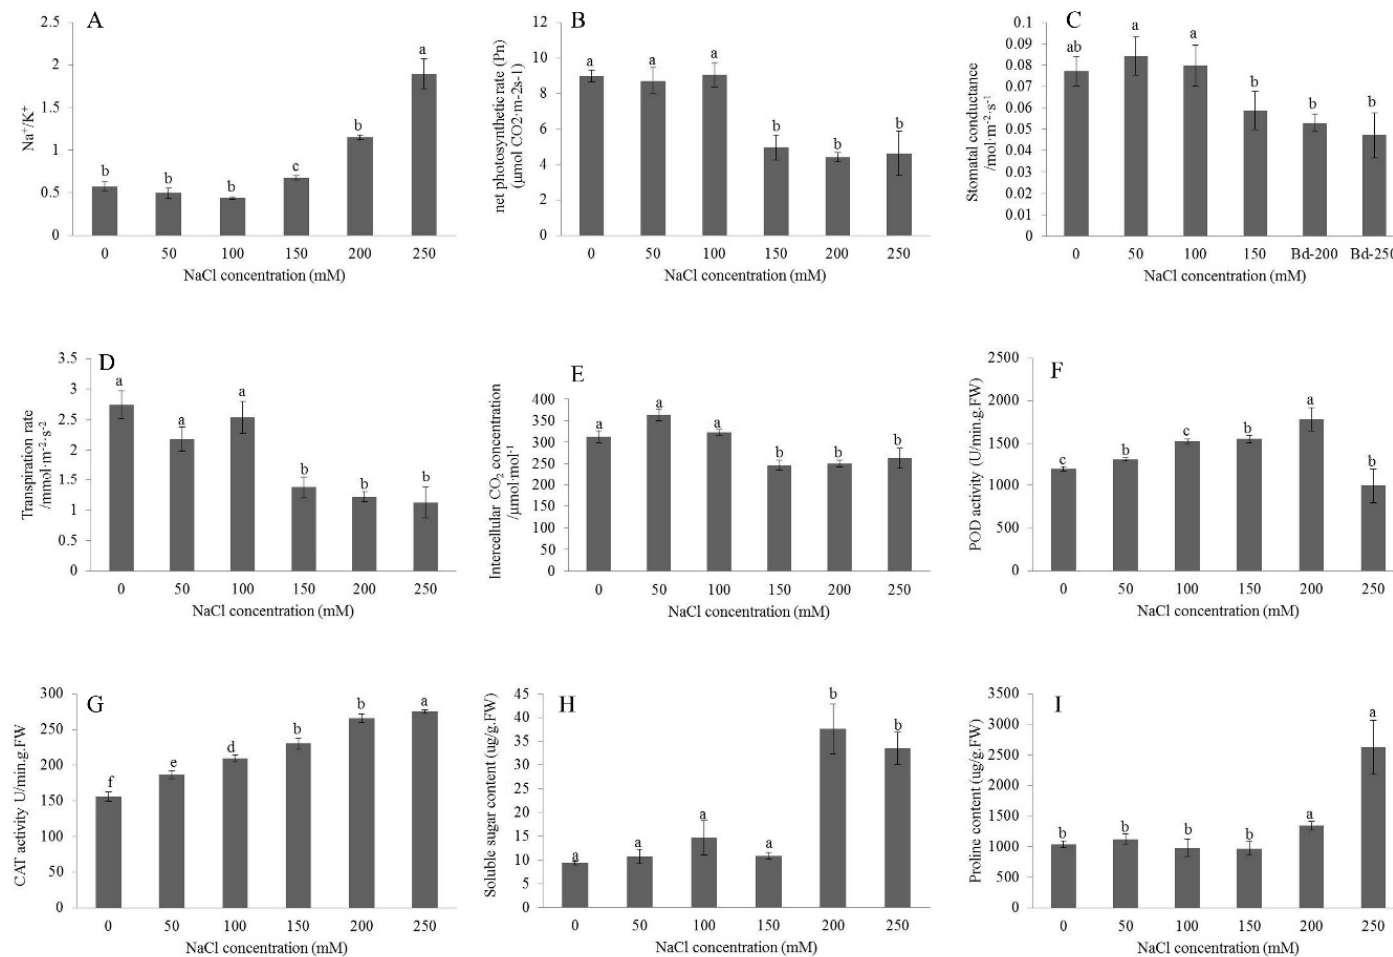 A
Na⁺/K⁺
2.5
2
1.5
1
0.5
0
b b b c b a
0 50 100 150 200 250
NaCl concentration (mM)
B
net photosynthetic rate (Pn)
(µmol CO2·m-2s-1)
12
10
8
6
4
2
0
a a a b b b
0 50 100 150 200 250
NaCl concentration (mM)
C
Stomatal conductance
/mol·m⁻²·s⁻¹
0.1
0.09
0.08
0.07
0.06
0.05
0.04
0.03
0.02
0.01
0
ab a a b b b
0 50 100 150 Bd-200 Bd-250
NaCl concentration (mM)
D
Transpiration rate
/mmol·m⁻²·s⁻²
3.5
3
2.5
2
1.5
1
0.5
0
a a a b b b
0 50 100 150 200 250
NaCl concentration (mM)
E
Intercellular CO₂ concentration
/µmol·mol⁻¹
400
350
300
250
200
150
100
50
0
a a a b b b
0 50 100 150 200 250
NaCl concentration (mM)
F
POD activity (U/min.g.FW)
2500
2000
1500
1000
500
0
c b c b a b
0 50 100 150 200 250
NaCl concentration (mM)
G
CAT activity U/min.g.FW
300
250
200
150
100
50
0
f e d b b a
0 50 100 150 200 250
NaCl concentration (mM)
H
Soluble sugar content (ug/g.FW)
45
40
35
30
25
20
15
10
5
0
a a a a b b
0 50 100 150 200 250
NaCl concentration (mM)
I
Proline content (ug/g.FW)
3500
3000
2500
2000
1500
1000
500
0
b b b b a a
0 50 100 150 200 250
NaCl concentration (mM)